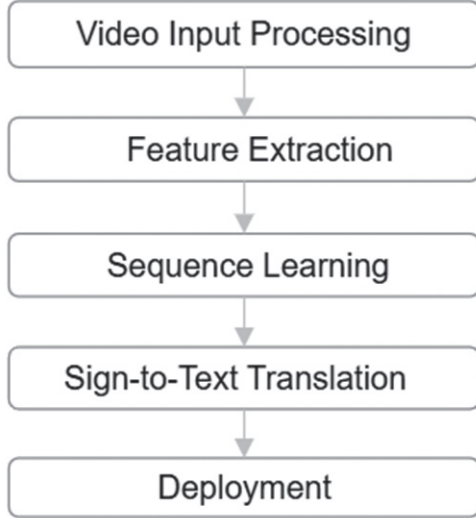 Video Input Processing
Feature Extraction
Sequence Learning
Sign-to-Text Translation
Deployment